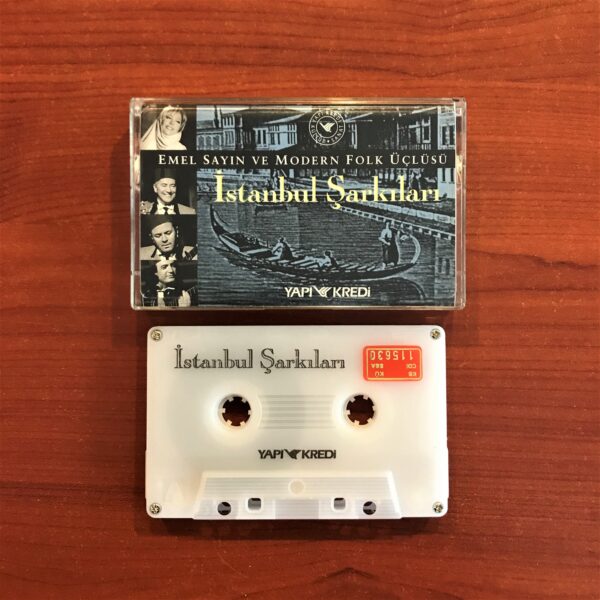 EMEL SAYIN VE MODERN FOLK ÜÇLÜSÜ
İstanbul Şarkıları
YAPI KREDİ
İstanbul Şarkıları
115630
YAPI KREDİ